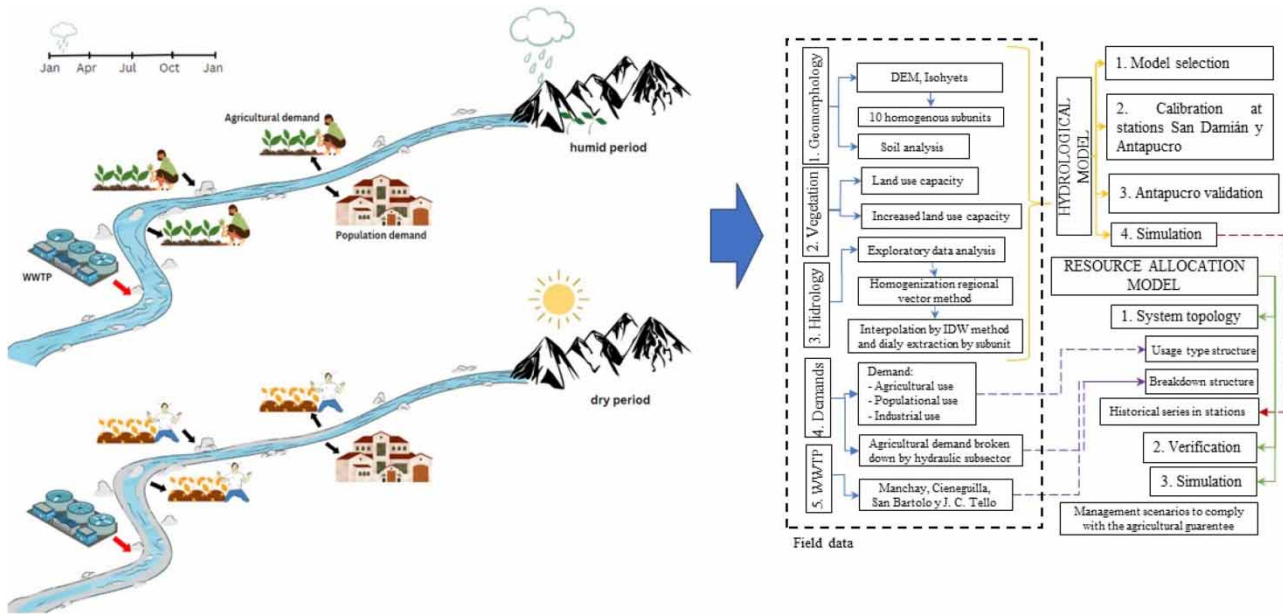 Jan Apr Jul Oct Jan
Agricultural demand
humid period
Population demand
WWTP
dry period
1. Geomorphology
DEM, Isohyets
10 homogenous subunits
Soil analysis
2. Vegetation
Land use capacity
Increased land use capacity
3. Hidrology
Exploratory data analysis
Homogenization regional
vector method
Interpolation by IDW method
and dialy extraction by subunit
4. Demands
Demand:
- Agricultural use
- Populational use
- Industrial use
Agricultural demand broken
down by hydraulic subsector
5. WWTP
Manchay, Cieneguilla,
San Bartolo y J. C. Tello
Field data
HYDROLOGICAL
MODEL
1. Model selection
2. Calibration at
stations San Damián y
Antapucro
3. Antapucro validation
4. Simulation
RESOURCE ALLOCATION
MODEL
1. System topology
Usage type structure
Breakdown structure
Historical series in stations
2. Verification
3. Simulation
Management scenarios to comply
with the agricultural guarentee